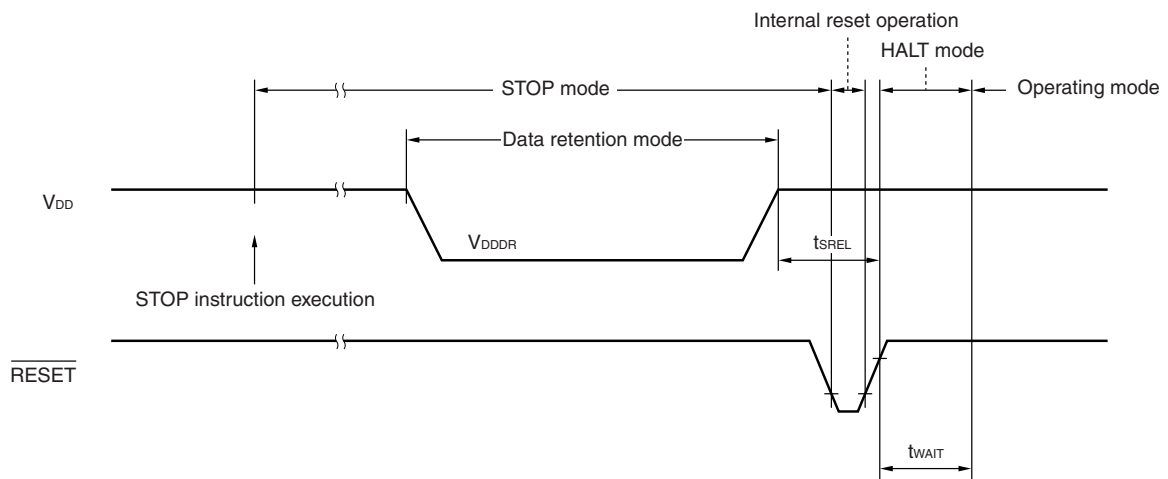 Internal reset operation
HALT mode
STOP mode
Operating mode
Data retention mode
VDD
VDDDR
tSREL
STOP instruction execution
RESET
tWAIT